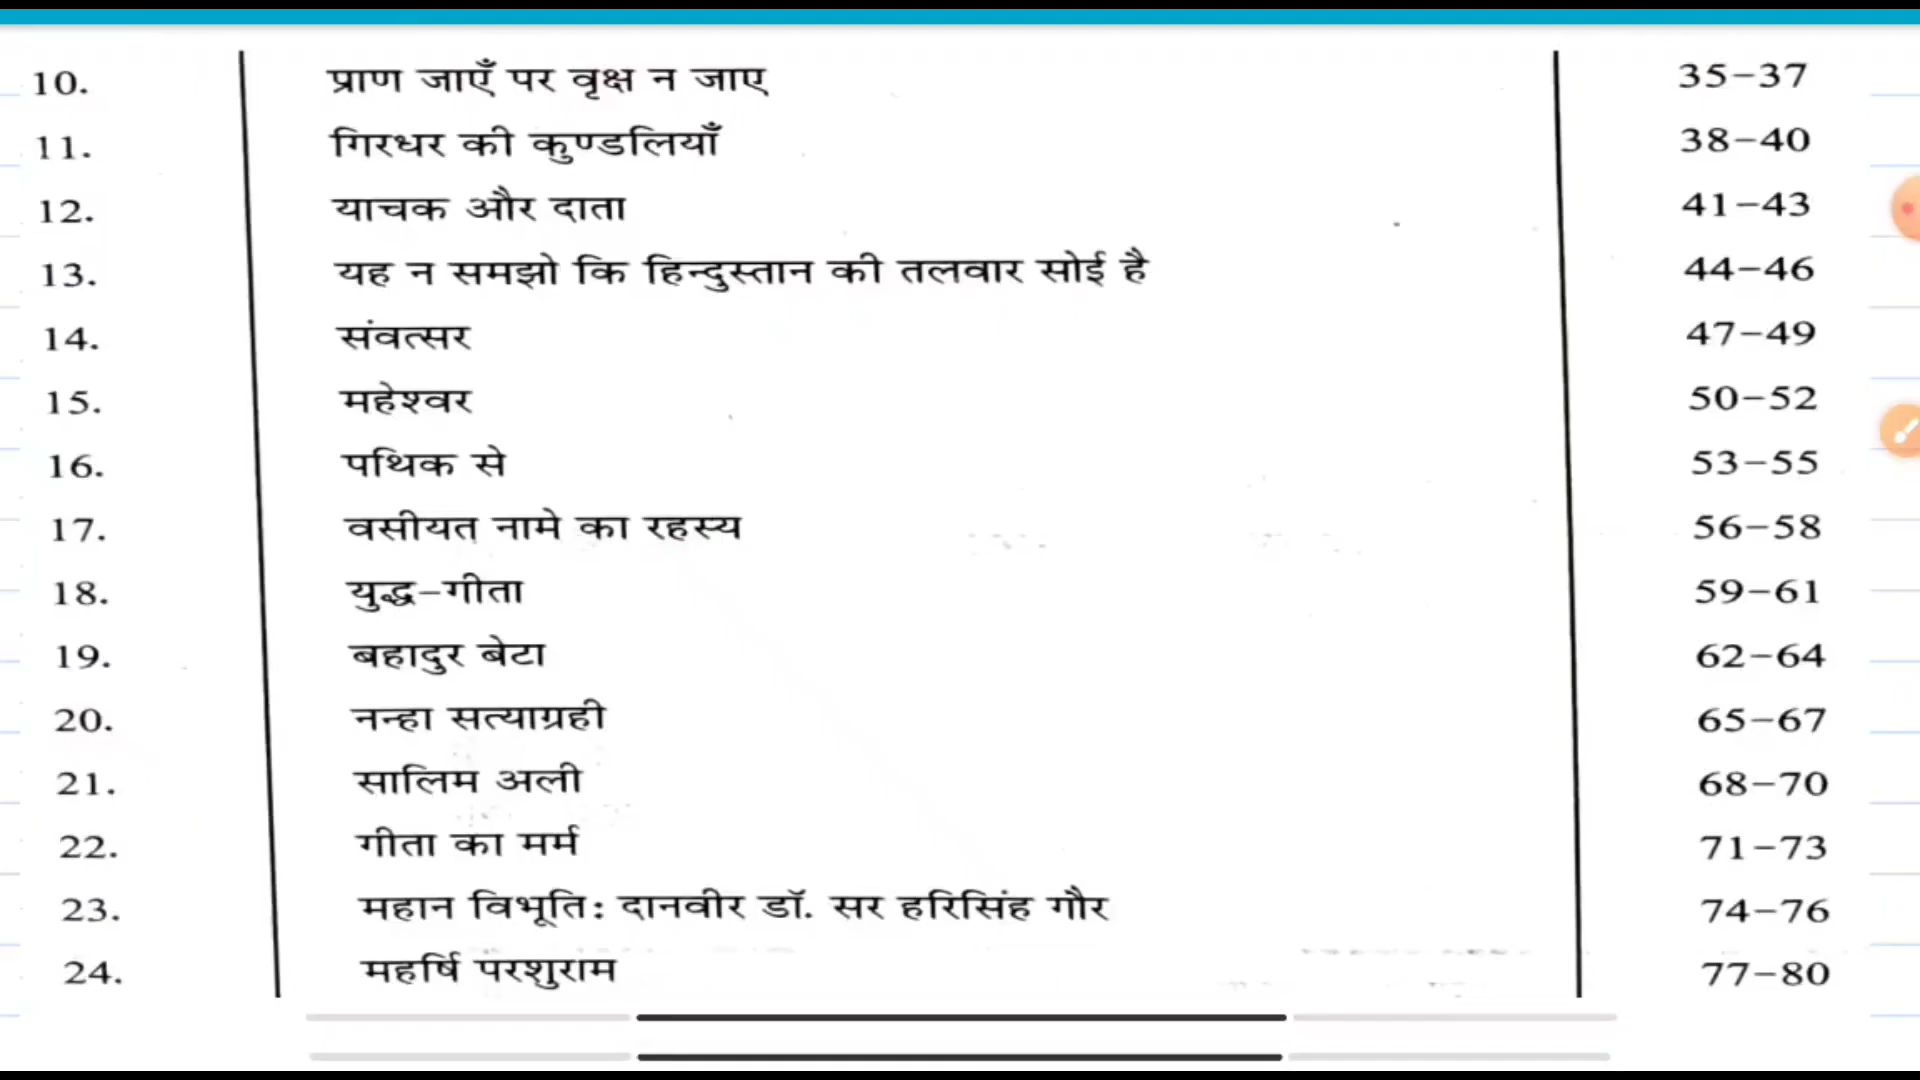 10. प्राण जाएँ पर वृक्ष न जाए 35-37
11. गिरधर की कुण्डलियाँ 38-40
12. याचक और दाता 41-43
13. यह न समझो कि हिन्दुस्तान की तलवार सोई है 44-46
14. संवत्सर 47-49
15. महेश्वर 50-52
16. पथिक से 53-55
17. वसीयत नामे का रहस्य 56-58
18. युद्ध-गीता 59-61
19. बहादुर बेटा 62-64
20. नन्हा सत्याग्रही 65-67
21. सालिम अली 68-70
22. गीता का मर्म 71-73
23. महान विभूति: दानवीर डॉ. सर हरिसिंह गौर 74-76
24. महर्षि परशुराम 77-80